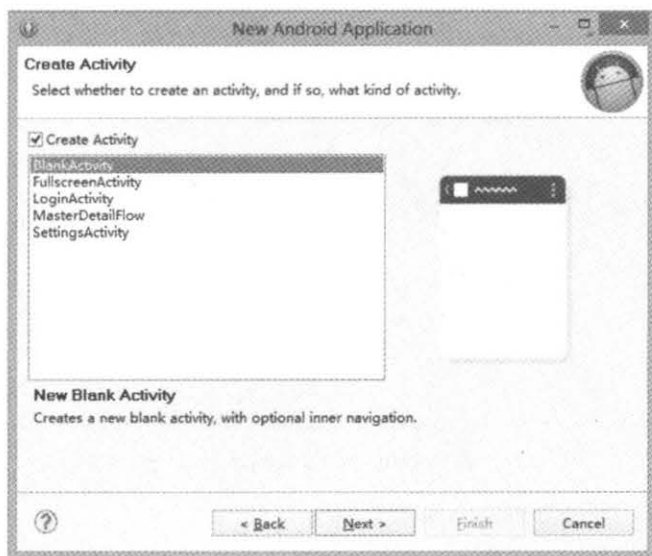 New Android Application
Create Activity
Select whether to create an activity, and if so, what kind of activity.
Create Activity
BlankActivity
FullscreenActivity
LoginActivity
MasterDetailFlow
SettingsActivity
New Blank Activity
Creates a new blank activity, with optional inner navigation.
< Back
Next >
Finish
Cancel